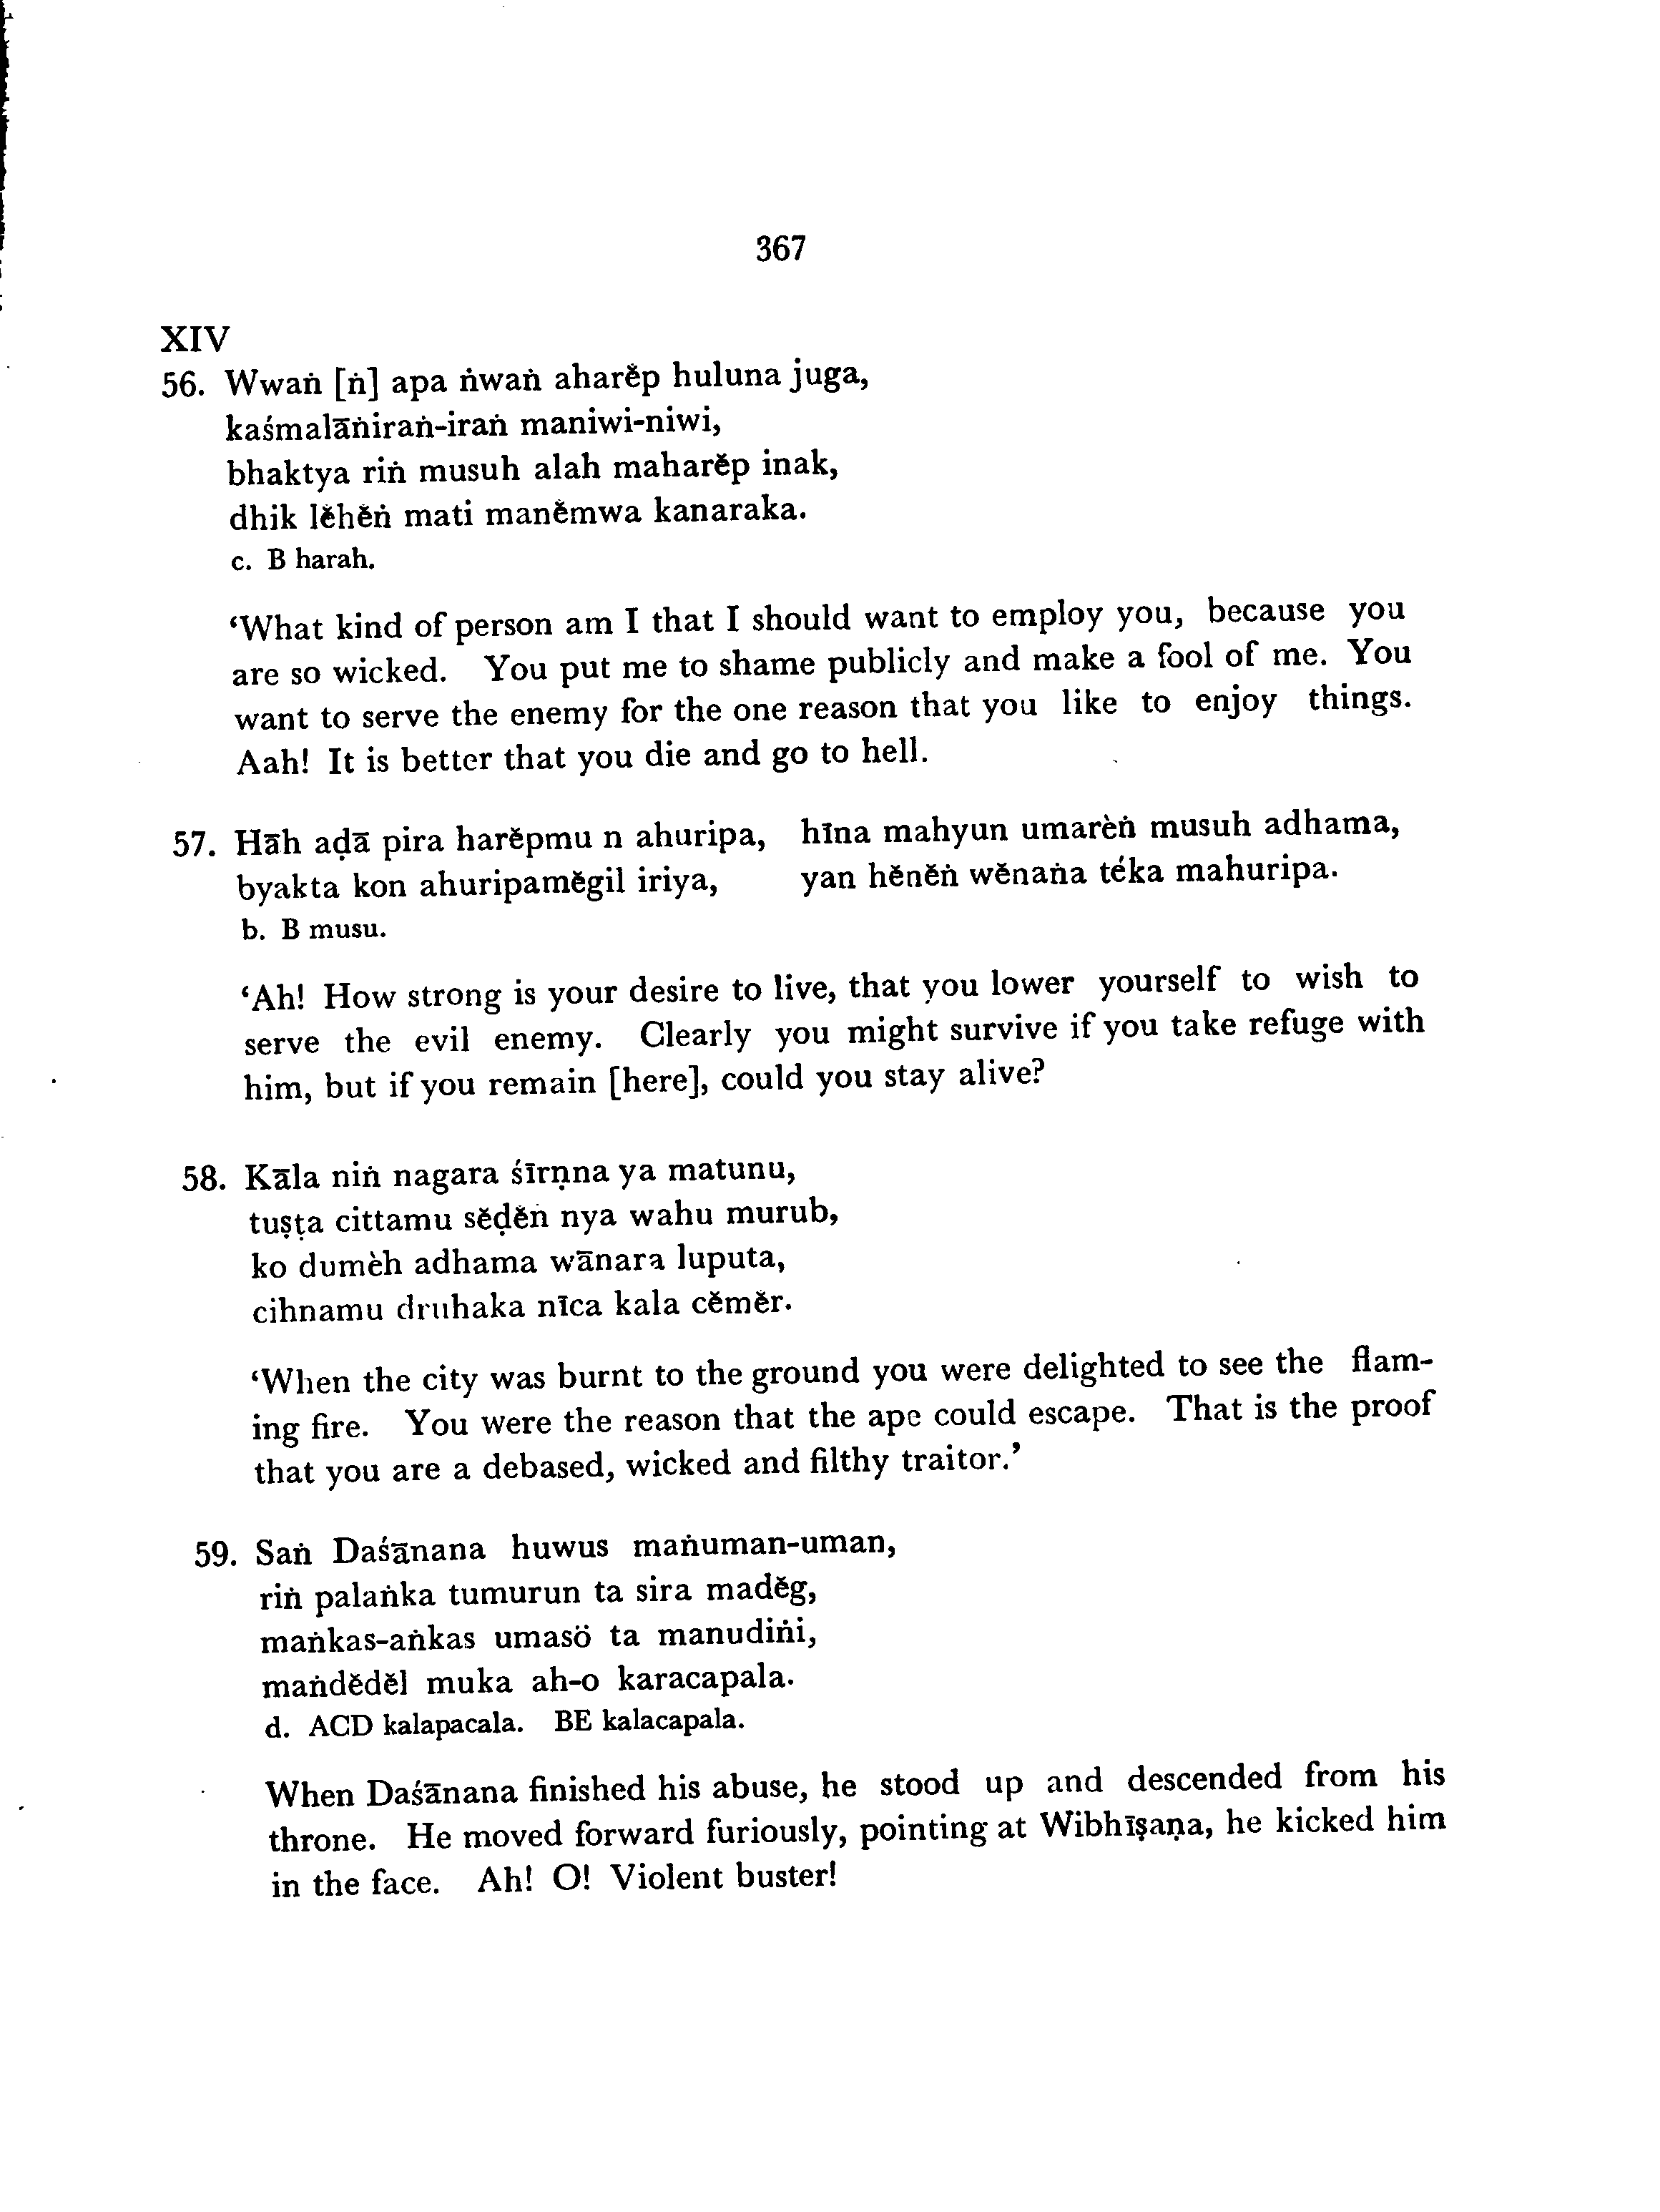 367
XIV
56. Wwaṅ [ṅ] apa ṅwaṅ aharĕp huluna juga,
kaśmalāṅiraṅ-iraṅ maniwi-niwi,
bhaktya riṅ musuh alah maharĕp inak,
dhik lĕhĕṅ mati manĕmwa kanaraka.
c. B harah.
‘What kind of person am I that I should want to employ you, because you
are so wicked. You put me to shame publicly and make a fool of me. You
want to serve the enemy for the one reason that you like to enjoy things.
Aah! It is better that you die and go to hell.
57. Hāh aḍā pira harĕpmu n ahuripa, hīna mahyun umarèṅ musuh adhama,
byakta kon ahuripamĕgil iriya, yan hĕnĕṅ wĕnaṅa téka mahuripa.
b. B musu.
‘Ah! How strong is your desire to live, that you lower yourself to wish to
serve the evil enemy. Clearly you might survive if you take refuge with
him, but if you remain [here], could you stay alive?
58. Kāla niṅ nagara śīrṇna ya matunu,
tuṣṭa cittamu sĕḍĕṅ nya wahu murub,
ko dumèh adhama wānara luputa,
cihnamu druhaka nīca kala cĕmĕr.
‘When the city was burnt to the ground you were delighted to see the flam-
ing fire. You were the reason that the ape could escape. That is the proof
that you are a debased, wicked and filthy traitor.’
59. Saṅ Daśānana huwus maṅuman-uman,
riṅ palaṅka tumurun ta sira madĕg,
maṅkas-aṅkas umasö ta manudiṅi,
maṅdĕdĕl muka ah-o karacapala.
d. ACD kalapacala. BE kalacapala.
When Daśānana finished his abuse, he stood up and descended from his
throne. He moved forward furiously, pointing at Wibhīṣaṇa, he kicked him
in the face. Ah! O! Violent buster!